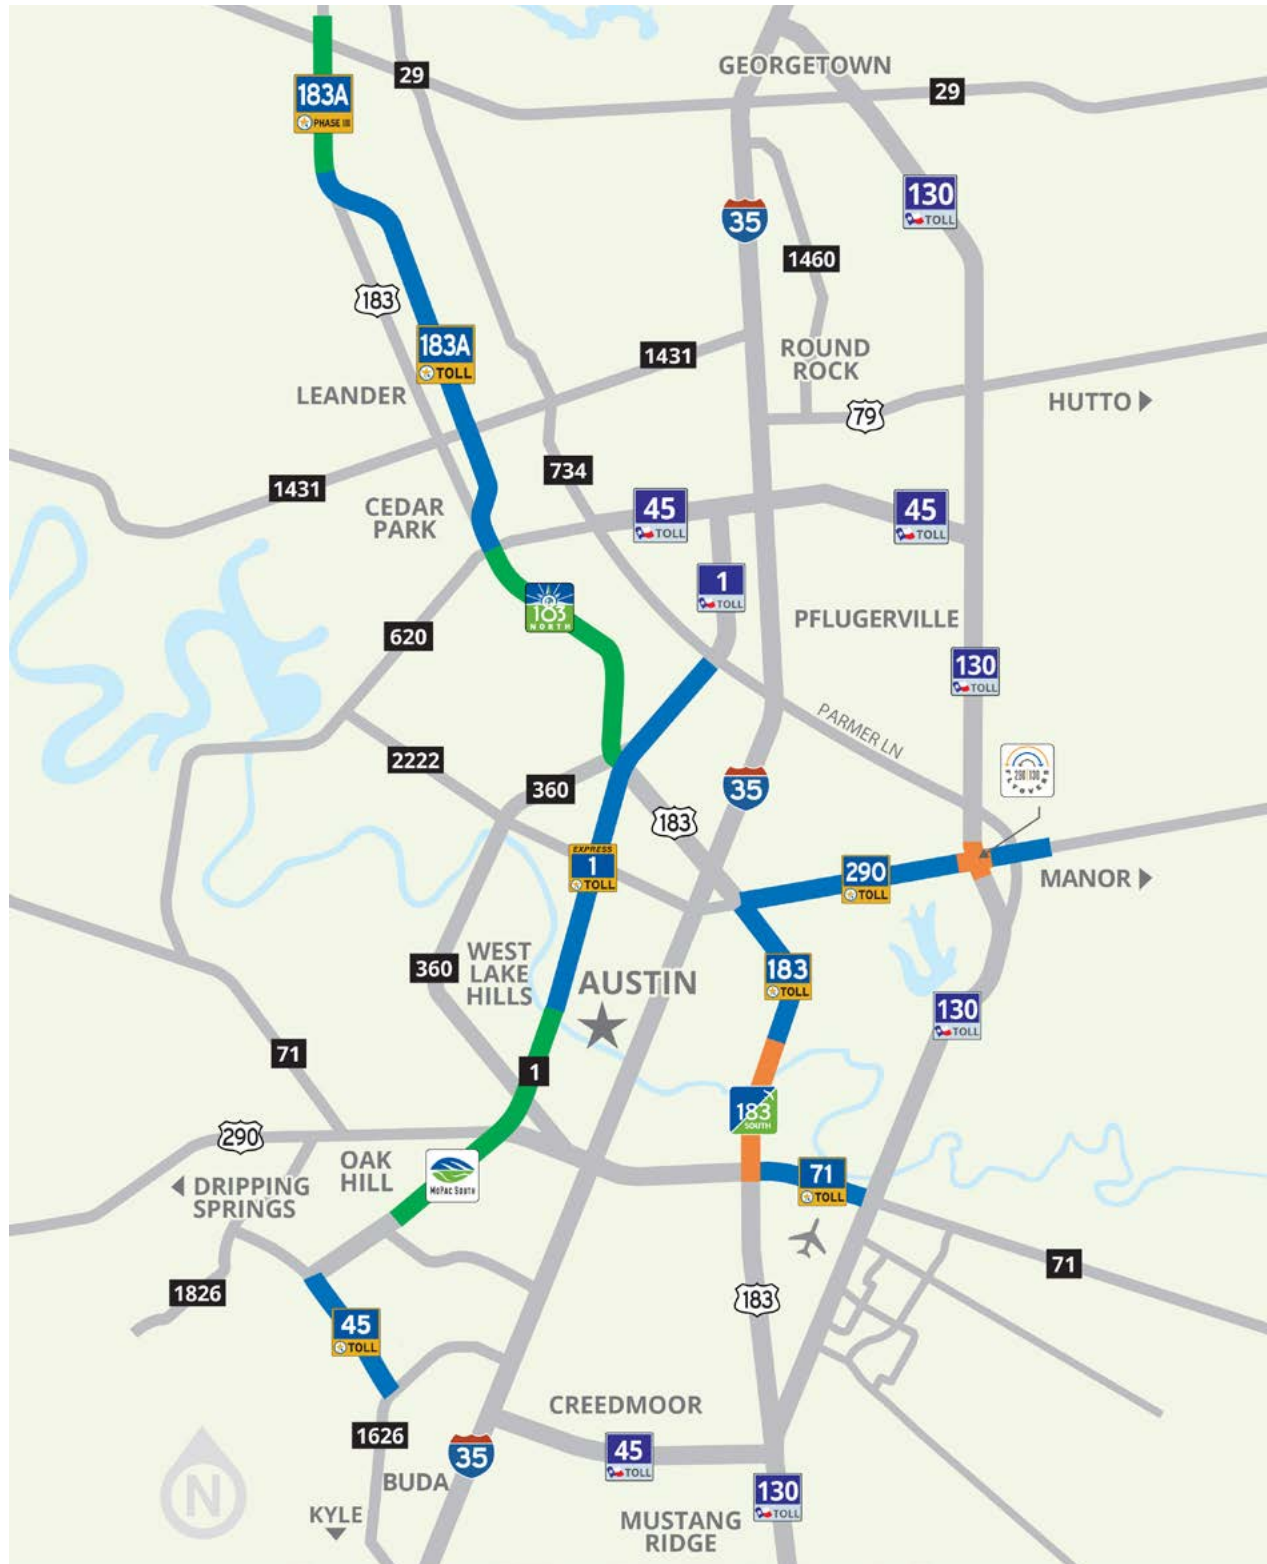 GEORGETOWN
29
29
183A
PHASE III
130
TOLL
35
1460
183
183A
TOLL
1431
ROUND
ROCK
LEANDER
HUTTO
79
734
1431
CEDAR
PARK
45
TOLL
45
TOLL
1
TOLL
183
NORTH
PFLUGERVILLE
620
130
TOLL
PARMER LN
2222
290 130
FLYOVERS
360
35
183
EXPRESS
1
TOLL
290
TOLL
MANOR
360
WEST
LAKE
HILLS
AUSTIN
183
TOLL
130
TOLL
71
1
183
SOUTH
290
OAK
HILL
MOPAC SOUTH
71
TOLL
DRIPPING
SPRINGS
71
1826
183
45
TOLL
CREEDMOOR
1626
35
45
TOLL
BUDA
N
130
TOLL
KYLE
MUSTANG
RIDGE